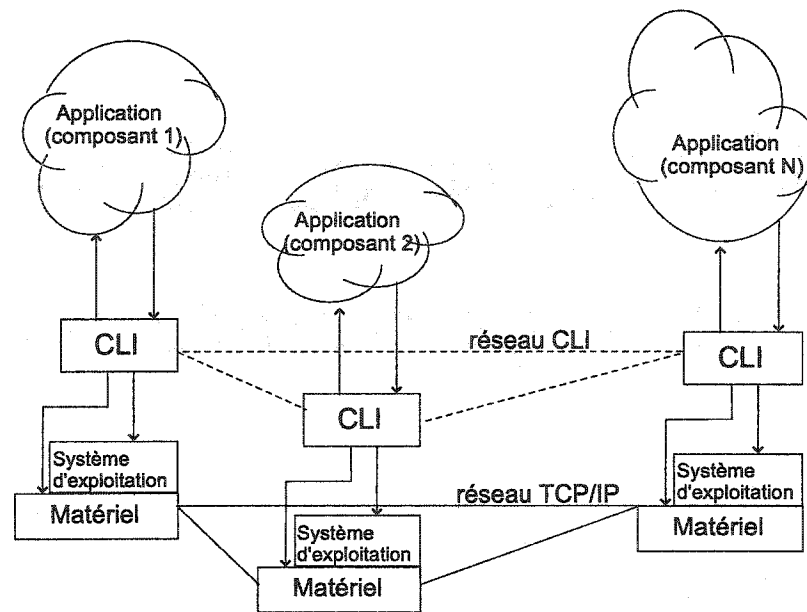 Application
(composant 1)
Application
(composant 2)
Application
(composant N)
CLI
réseau CLI
CLI
CLI
Système
d'exploitation
Matériel
réseau TCP/IP
Système
d'exploitation
Matériel
Système
d'exploitation
Matériel